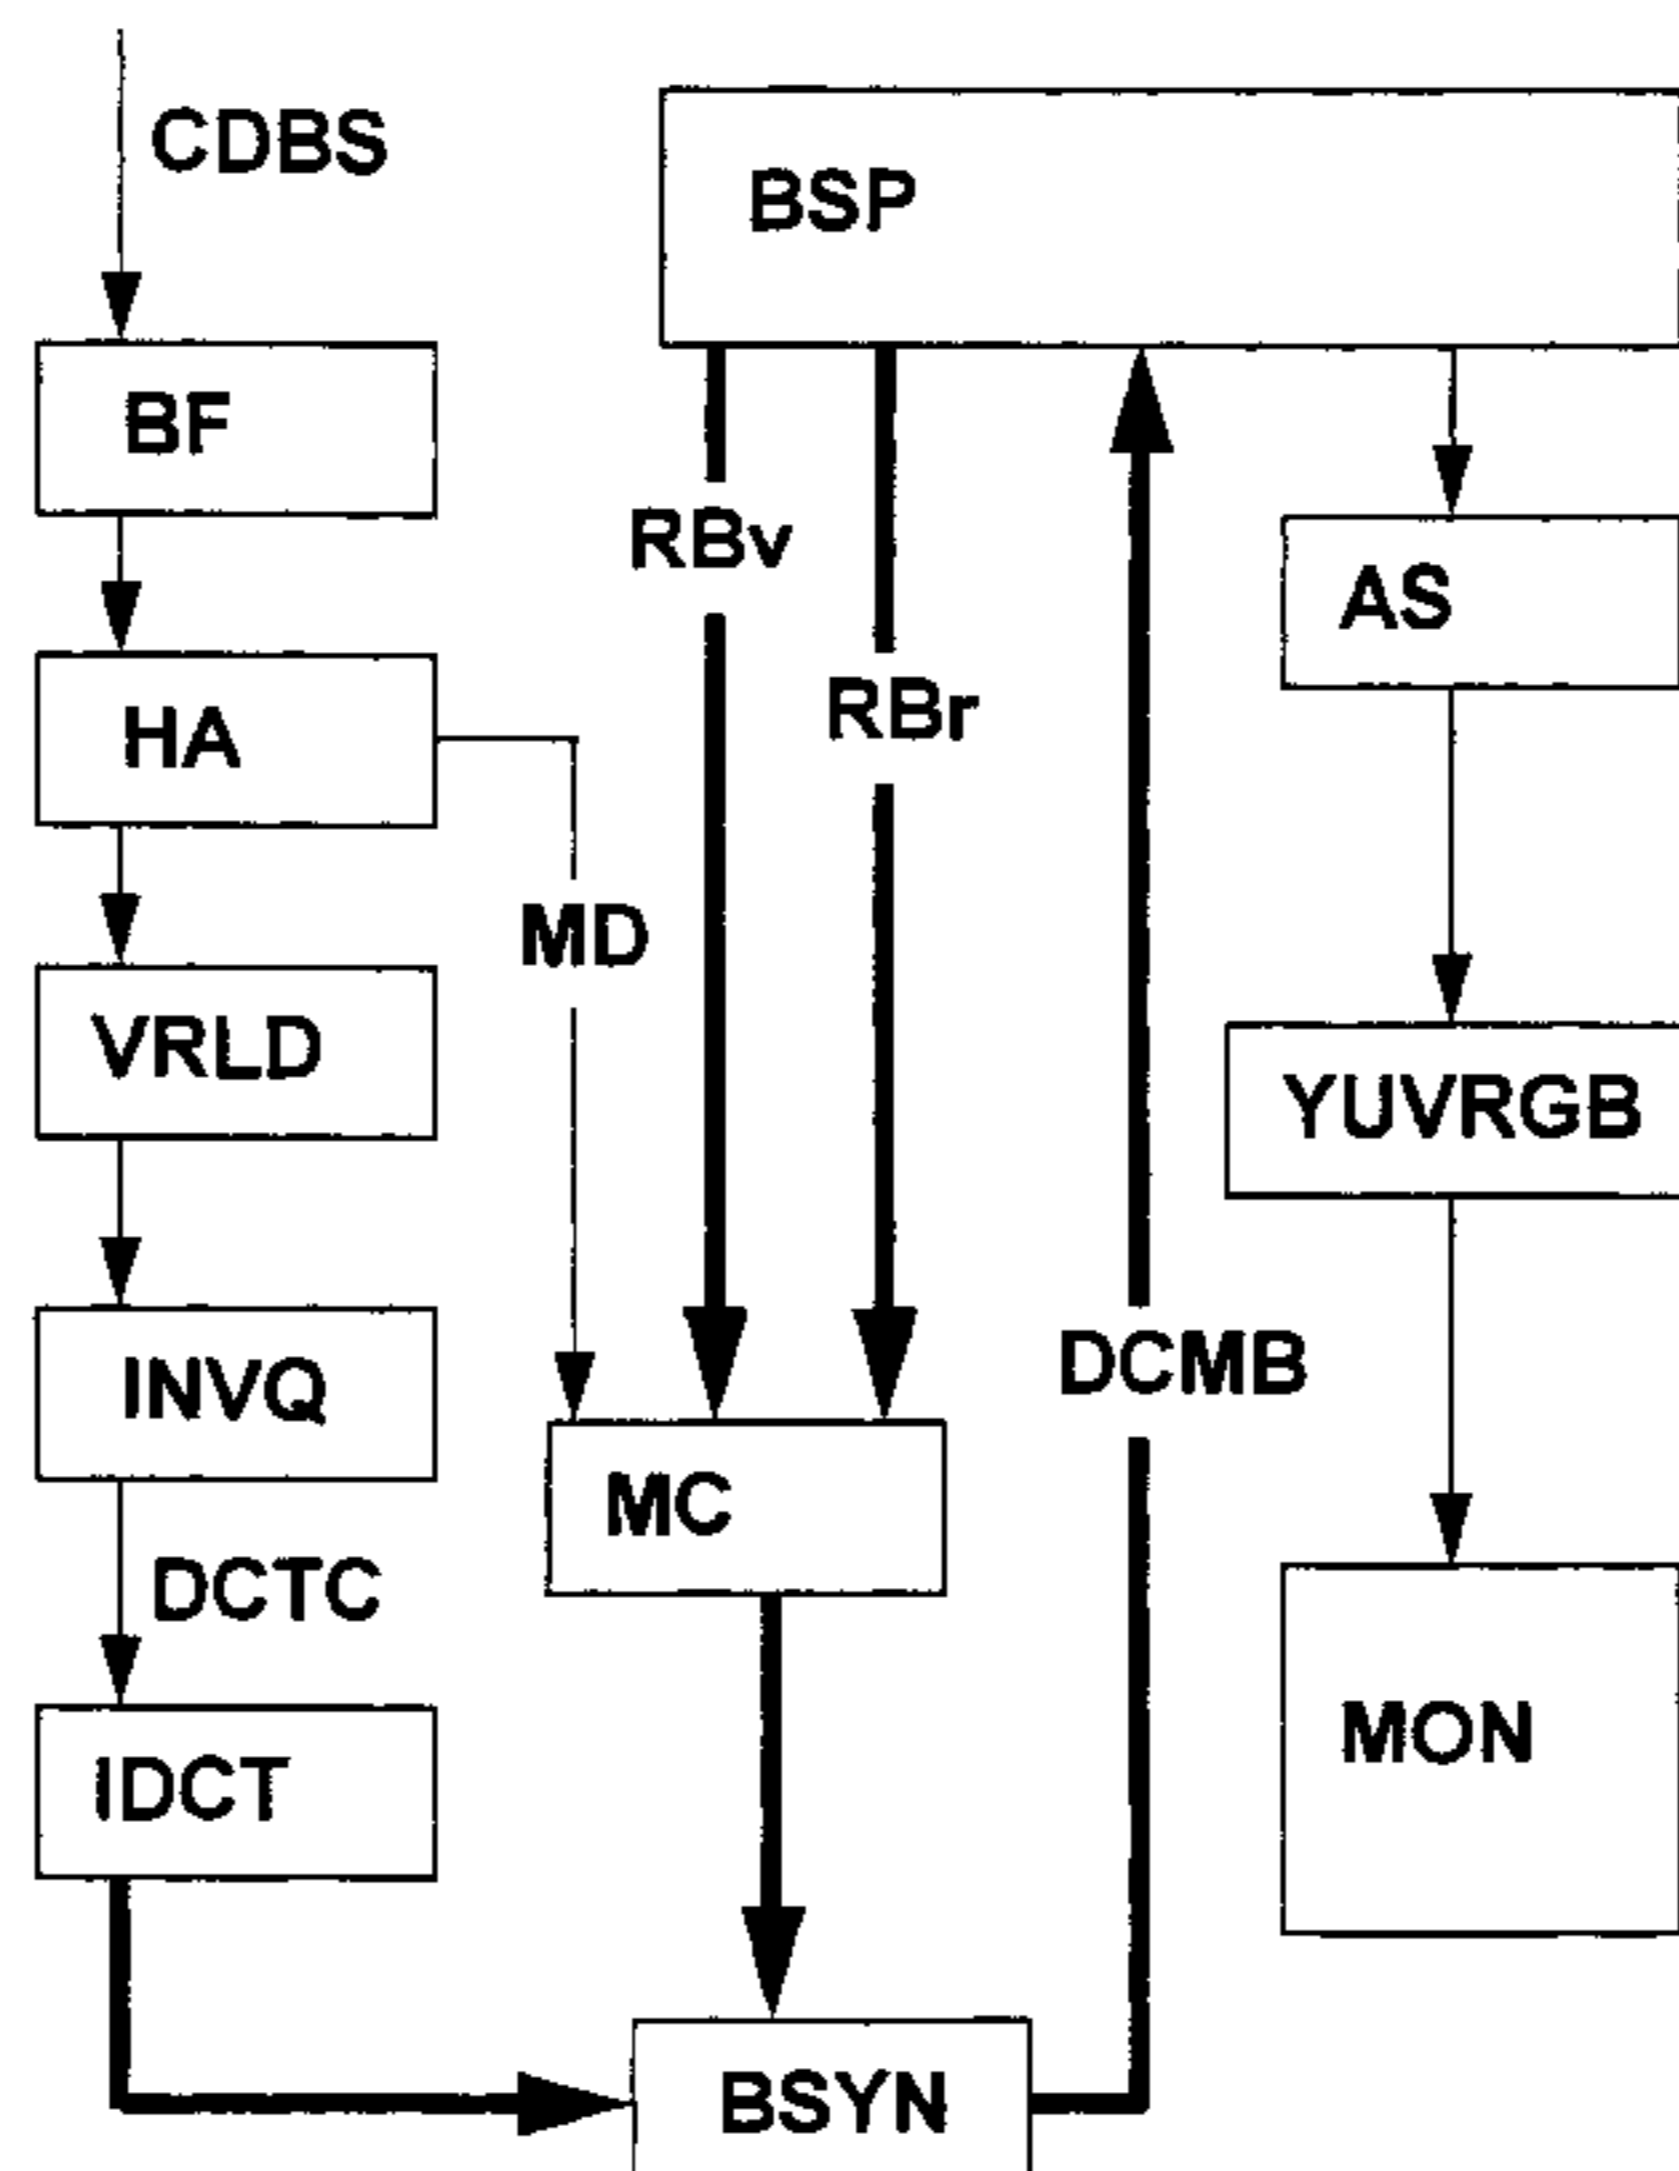 CDBS
BSP
BF
RBv
AS
HA
RBr
MD
VRLD
YUVRGB
INVQ
DCMB
MC
DCTC
IDCT
MON
BSYN